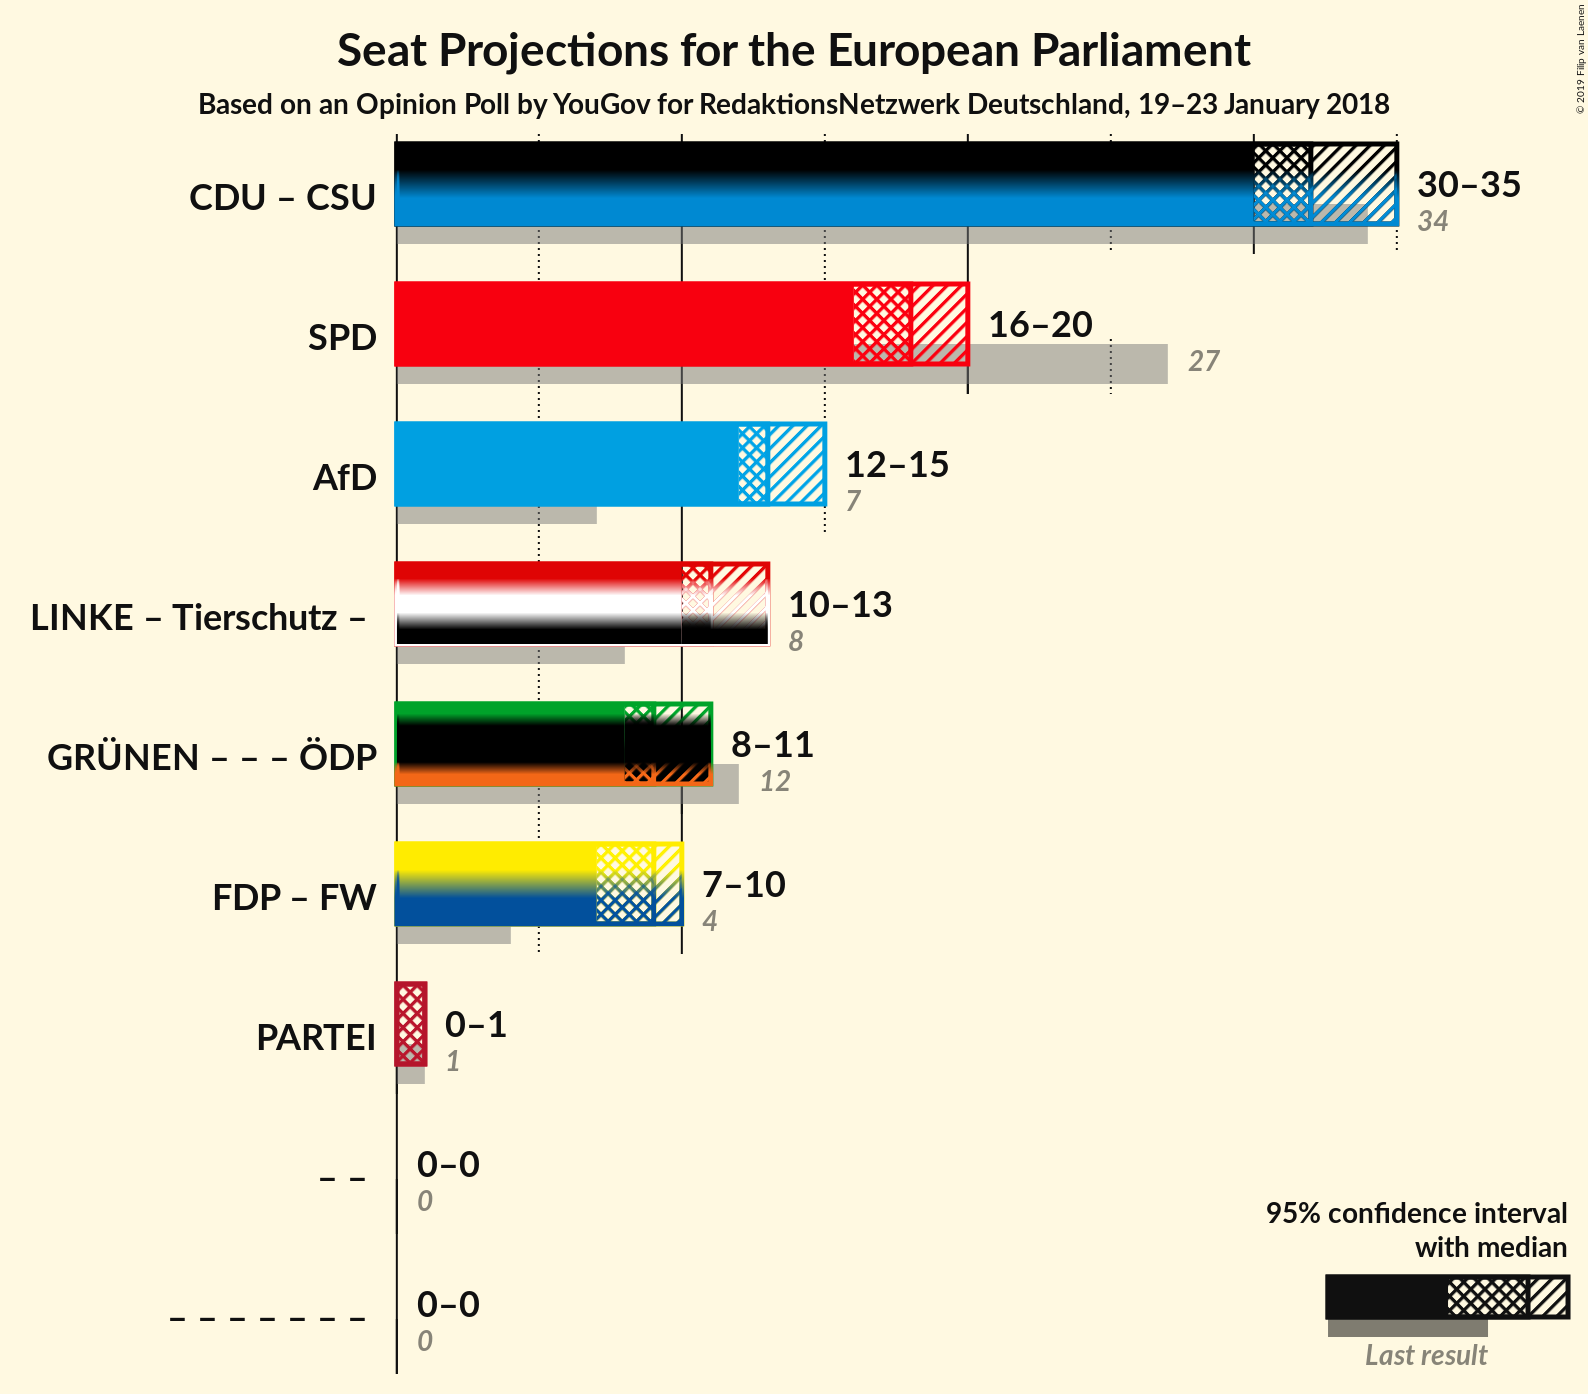 Seat Projections for the European Parliament
Based on an Opinion Poll by YouGov for RedaktionsNetzwerk Deutschland, 19–23 January 2018
© 2019 Filip van Laenen
CDU – CSU
30–35
34
SPD
16–20
27
AfD
12–15
7
LINKE – Tierschutz –
10–13
8
GRÜNEN – – – ÖDP
8–11
12
FDP – FW
7–10
4
PARTEI
0–1
1
– –
0–0
0
– – – – – – –
0–0
0
95% confidence interval
with median
Last result